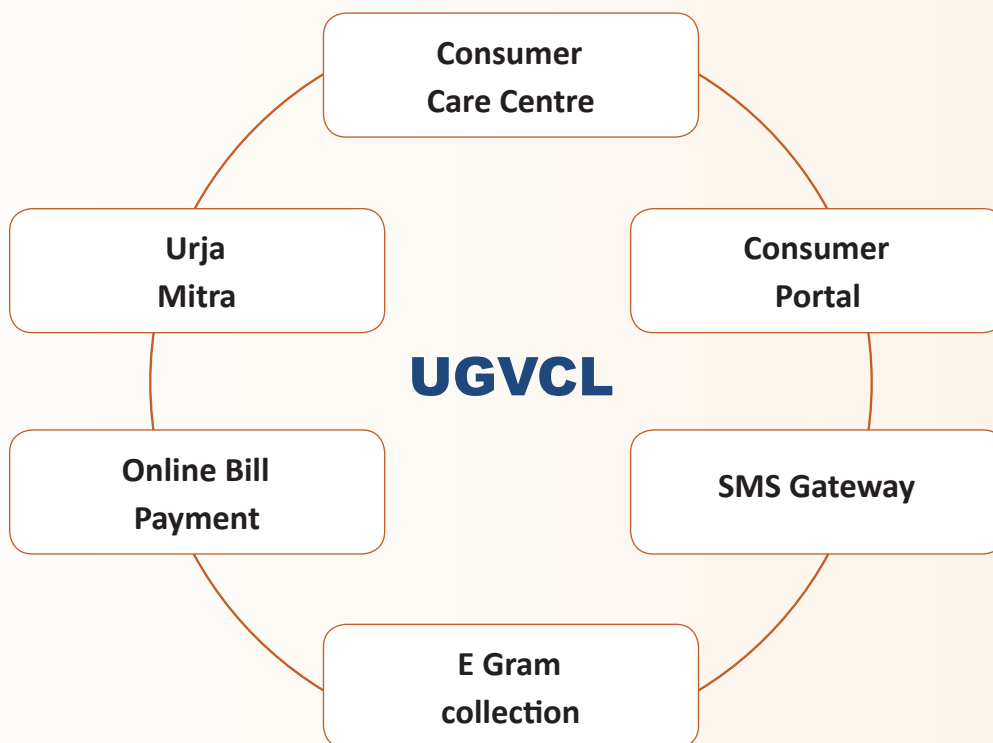 Consumer
Care Centre
Urja
Mitra
Consumer
Portal
UGVCL
Online Bill
Payment
SMS Gateway
E Gram
collection